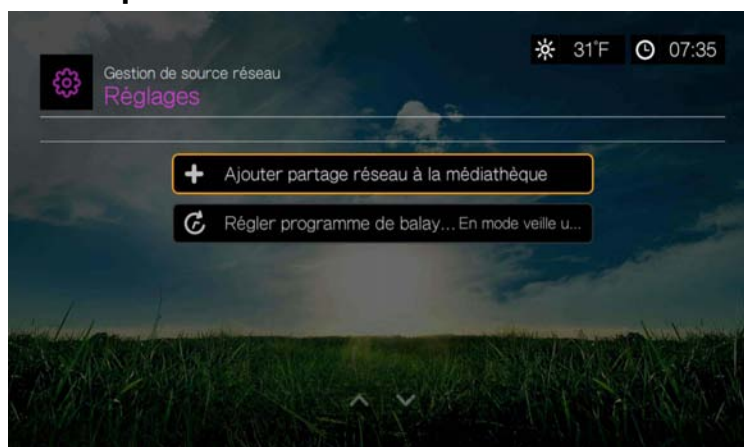 31°F 07:35
Gestion de source réseau
Réglages
Ajouter partage réseau à la médiathèque
Régler programme de balay... En mode veille u...